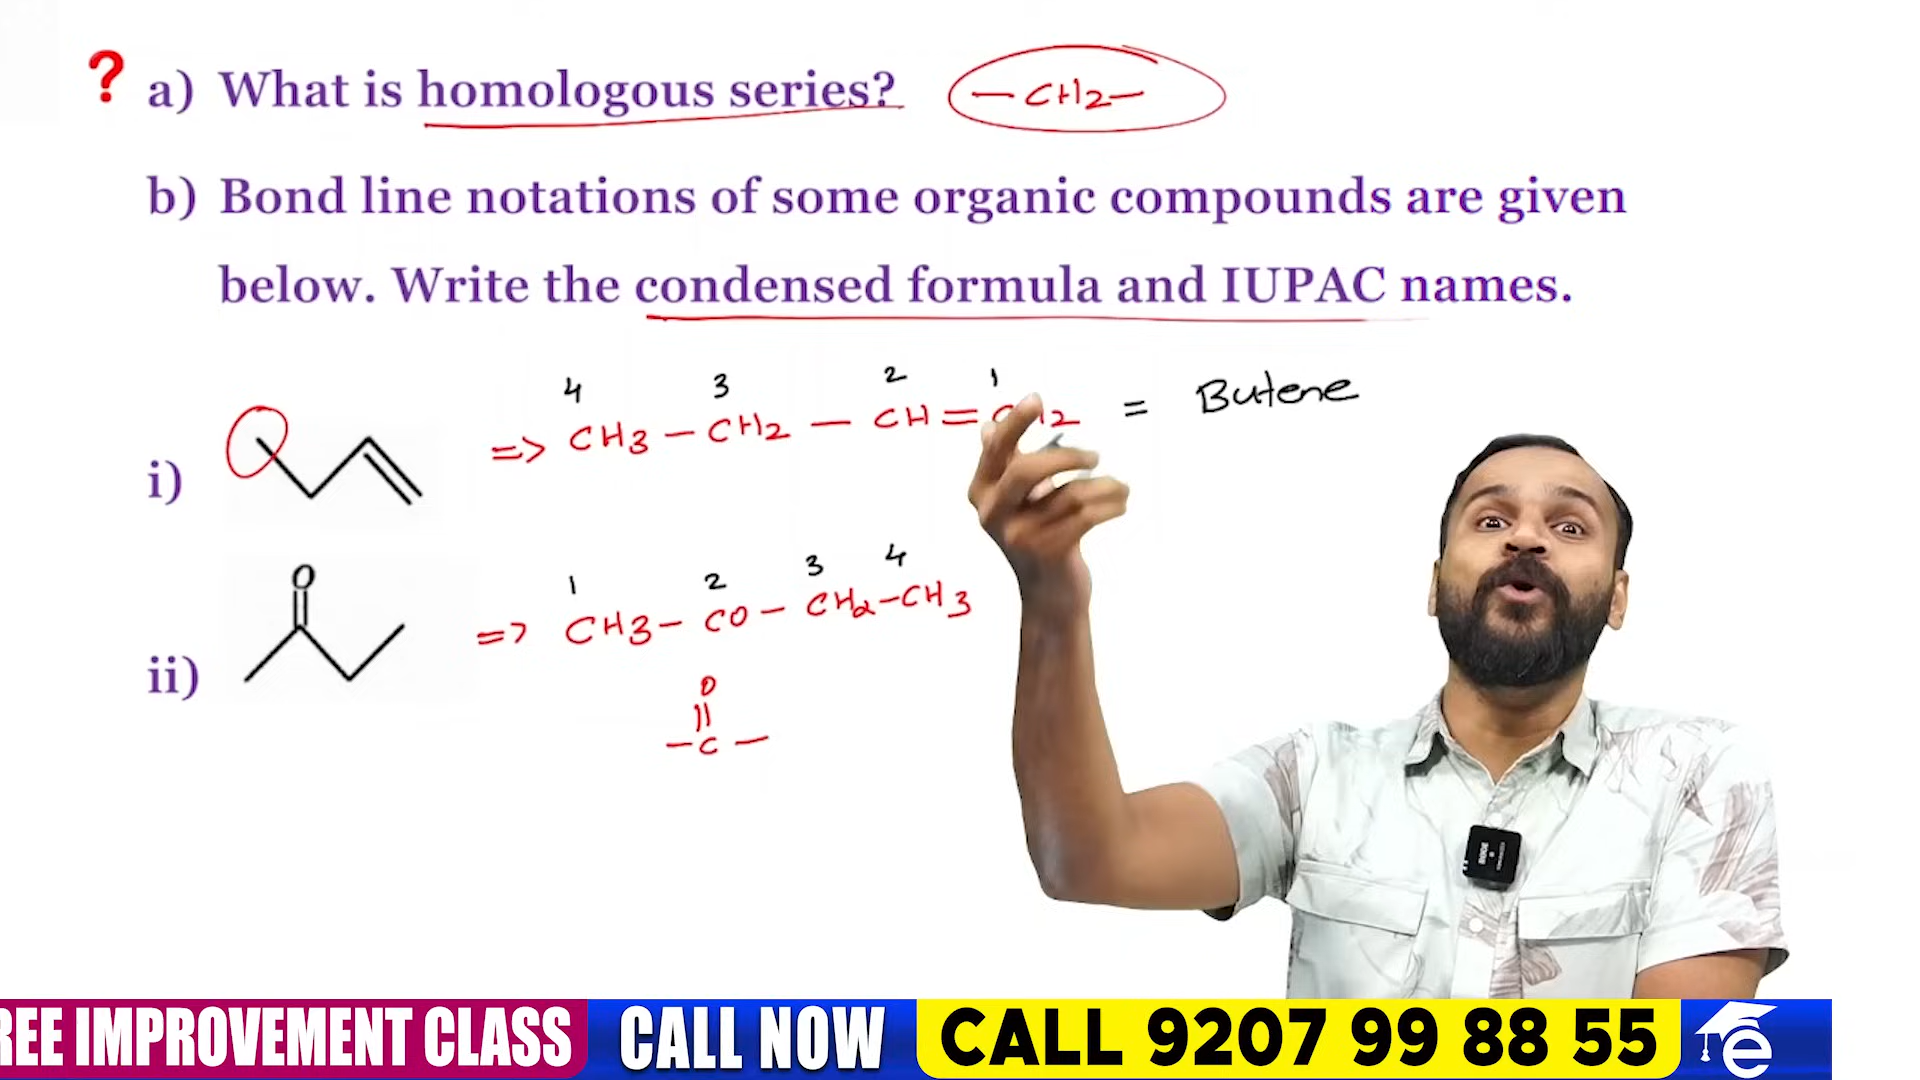 ? a) What is homologous series? — CH2 —
b) Bond line notations of some organic compounds are given
below. Write the condensed formula and IUPAC names.
4 3 2 1
i) => CH3 — CH2 — CH = CH2 = Butene
O
1 2 3 4
ii) => CH3 — CO — CH2 — CH3
O
||
— C —
REE IMPROVEMENT CLASS CALL NOW CALL 9207 99 88 55 e